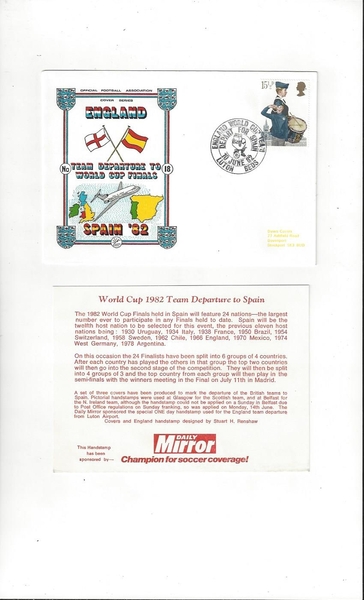 OFFICIAL FOOTBALL ASSOCIATION
COVER SERIES
ENGLAND
TEAM DEPARTURE TO
No WORLD CUP FINALS 18
SPAIN '82
ENGLAND WORLD CUP TEAM
DEPART FOR SPAIN
JUNE 82
LUTON BEDS
15½P
World Cup 1982 Team Departure to Spain
The 1982 World Cup Finals held in Spain will feature 24 nations—the largest
number ever to participate in any Finals held to date. Spain will be the
twelfth host nation to be selected for this event, the previous eleven host
nations being: 1930 Uruguay, 1934 Italy, 1938 France, 1950 Brazil, 1954
Switzerland, 1958 Sweden, 1962 Chile, 1966 England, 1970 Mexico, 1974
West Germany, 1978 Argentina.
On this occasion the 24 Finalists have been split into 6 groups of 4 countries.
After each country has played the others in that group the top two countries
will then go into the second stage of the competition. They will then be split
into 4 groups of 3 and the top country from each group will then play in the
semi-finals with the winners meeting in the Final on July 11th in Madrid.
A set of three covers have been produced to mark the departure of the British teams to
Spain. Pictorial handstamps were used at Glasgow for the Scottish team, and at Belfast for
the N. Ireland team, although the handstamp could not be applied on a Sunday in Belfast due
to Post Office regulations on Sunday franking, so was applied on Monday, 14th June. The
Daily Mirror sponsored the special ONE day handstamp used for the England team departure
from Luton Airport.
Covers and England handstamp designed by Stuart H. Renshaw
This Handstamp
has been
sponsored by—
DAILY
Mirror
Champion for soccer coverage!